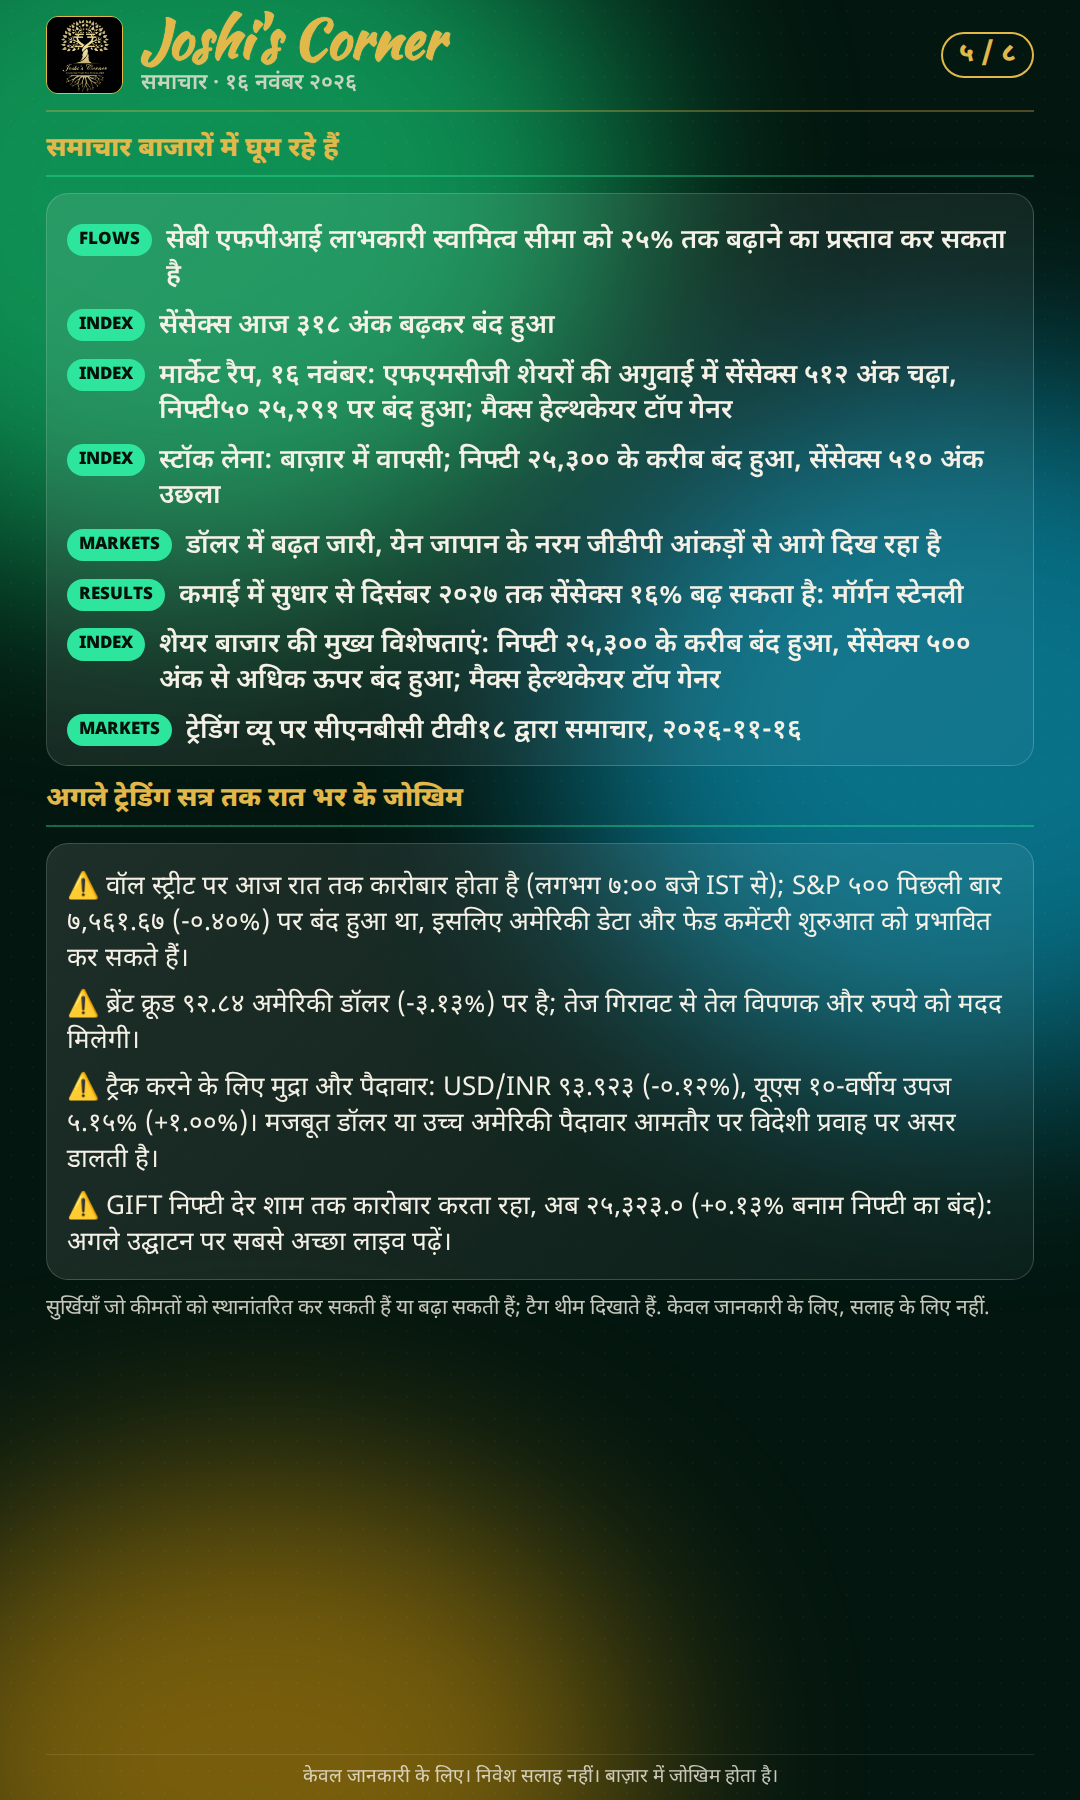 Joshi's Corner
समाचार · १६ नवंबर २०२६
५ / ८
समाचार बाजारों में घूम रहे हैं
FLOWS सेबी एफपीआई लाभकारी स्वामित्व सीमा को २५% तक बढ़ाने का प्रस्ताव कर सकता
है
INDEX सेंसेक्स आज ३१८ अंक बढ़कर बंद हुआ
INDEX मार्केट रैप, १६ नवंबर: एफएमसीजी शेयरों की अगुवाई में सेंसेक्स ५१२ अंक चढ़ा,
निफ्टी५० २५,२९१ पर बंद हुआ; मैक्स हेल्थकेयर टॉप गेनर
INDEX स्टॉक लेना: बाज़ार में वापसी; निफ्टी २५,३०० के करीब बंद हुआ, सेंसेक्स ५१० अंक
उछला
MARKETS डॉलर में बढ़त जारी, येन जापान के नरम जीडीपी आंकड़ों से आगे दिख रहा है
RESULTS कमाई में सुधार से दिसंबर २०२७ तक सेंसेक्स १६% बढ़ सकता है: मॉर्गन स्टेनली
INDEX शेयर बाजार की मुख्य विशेषताएं: निफ्टी २५,३०० के करीब बंद हुआ, सेंसेक्स ५००
अंक से अधिक ऊपर बंद हुआ; मैक्स हेल्थकेयर टॉप गेनर
MARKETS ट्रेडिंग व्यू पर सीएनबीसी टीवी१८ द्वारा समाचार, २०२६-११-१६
अगले ट्रेडिंग सत्र तक रात भर के जोखिम
⚠️ वॉल स्ट्रीट पर आज रात तक कारोबार होता है (लगभग ७:०० बजे IST से); S&P ५०० पिछली बार
७,५६१.६७ (-०.४०%) पर बंद हुआ था, इसलिए अमेरिकी डेटा और फेड कमेंटरी शुरुआत को प्रभावित
कर सकते हैं।
⚠️ ब्रेंट क्रूड ९२.८४ अमेरिकी डॉलर (-३.१३%) पर है; तेज गिरावट से तेल विपणक और रुपये को मदद
मिलेगी।
⚠️ ट्रैक करने के लिए मुद्रा और पैदावार: USD/INR ९३.९२३ (-०.१२%), यूएस १०-वर्षीय उपज
५.१५% (+१.००%)। मजबूत डॉलर या उच्च अमेरिकी पैदावार आमतौर पर विदेशी प्रवाह पर असर
डालती है।
⚠️ GIFT निफ्टी देर शाम तक कारोबार करता रहा, अब २५,३२३.० (+०.१३% बनाम निफ्टी का बंद):
अगले उद्घाटन पर सबसे अच्छा लाइव पढ़ें।
सुर्खियाँ जो कीमतों को स्थानांतरित कर सकती हैं या बढ़ा सकती हैं; टैग थीम दिखाते हैं. केवल जानकारी के लिए, सलाह के लिए नहीं.
केवल जानकारी के लिए। निवेश सलाह नहीं। बाज़ार में जोखिम होता है।